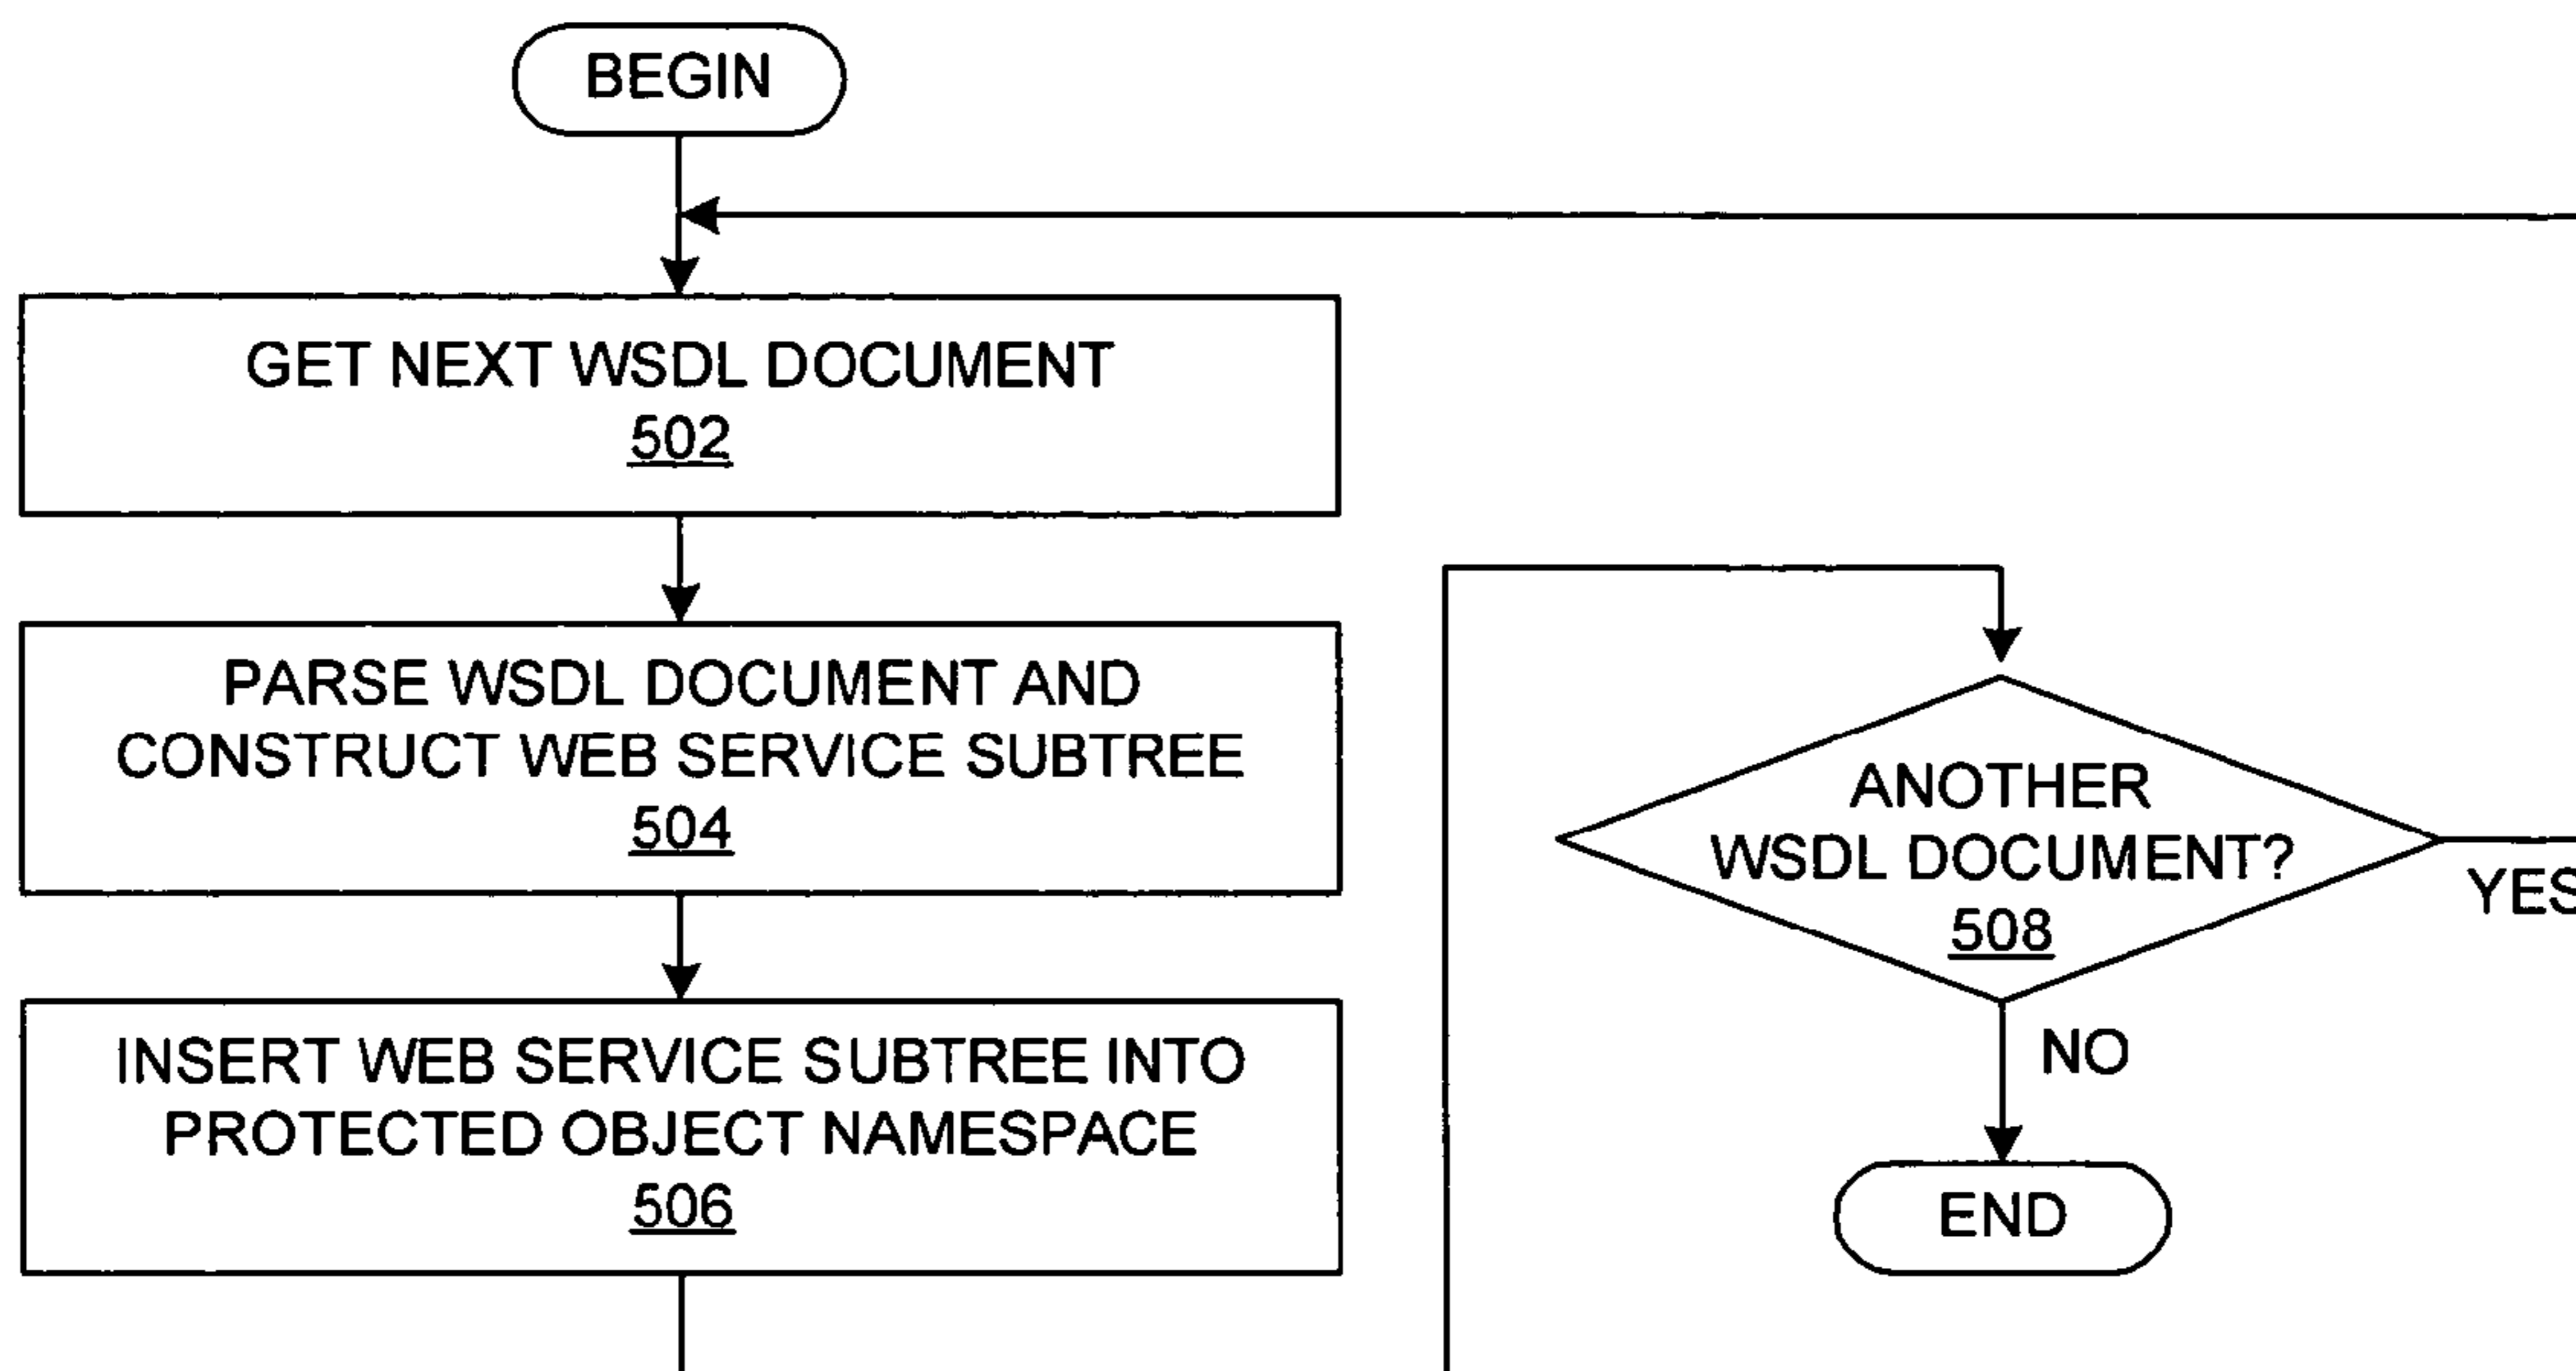 BEGIN
GET NEXT WSDL DOCUMENT
502
PARSE WSDL DOCUMENT AND
CONSTRUCT WEB SERVICE SUBTREE
504
INSERT WEB SERVICE SUBTREE INTO
PROTECTED OBJECT NAMESPACE
506
ANOTHER
WSDL DOCUMENT?
508
YES
NO
END